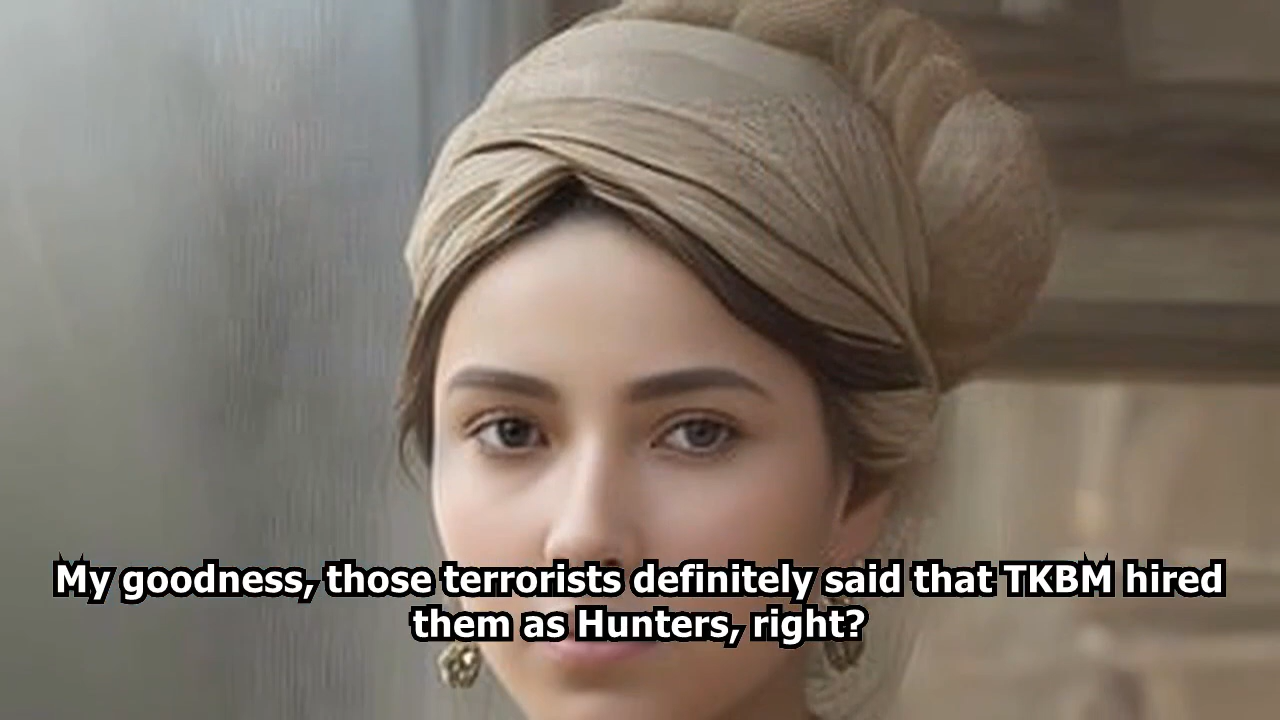 My goodness, those terrorists definitely said that TKBM hired
them as Hunters, right?